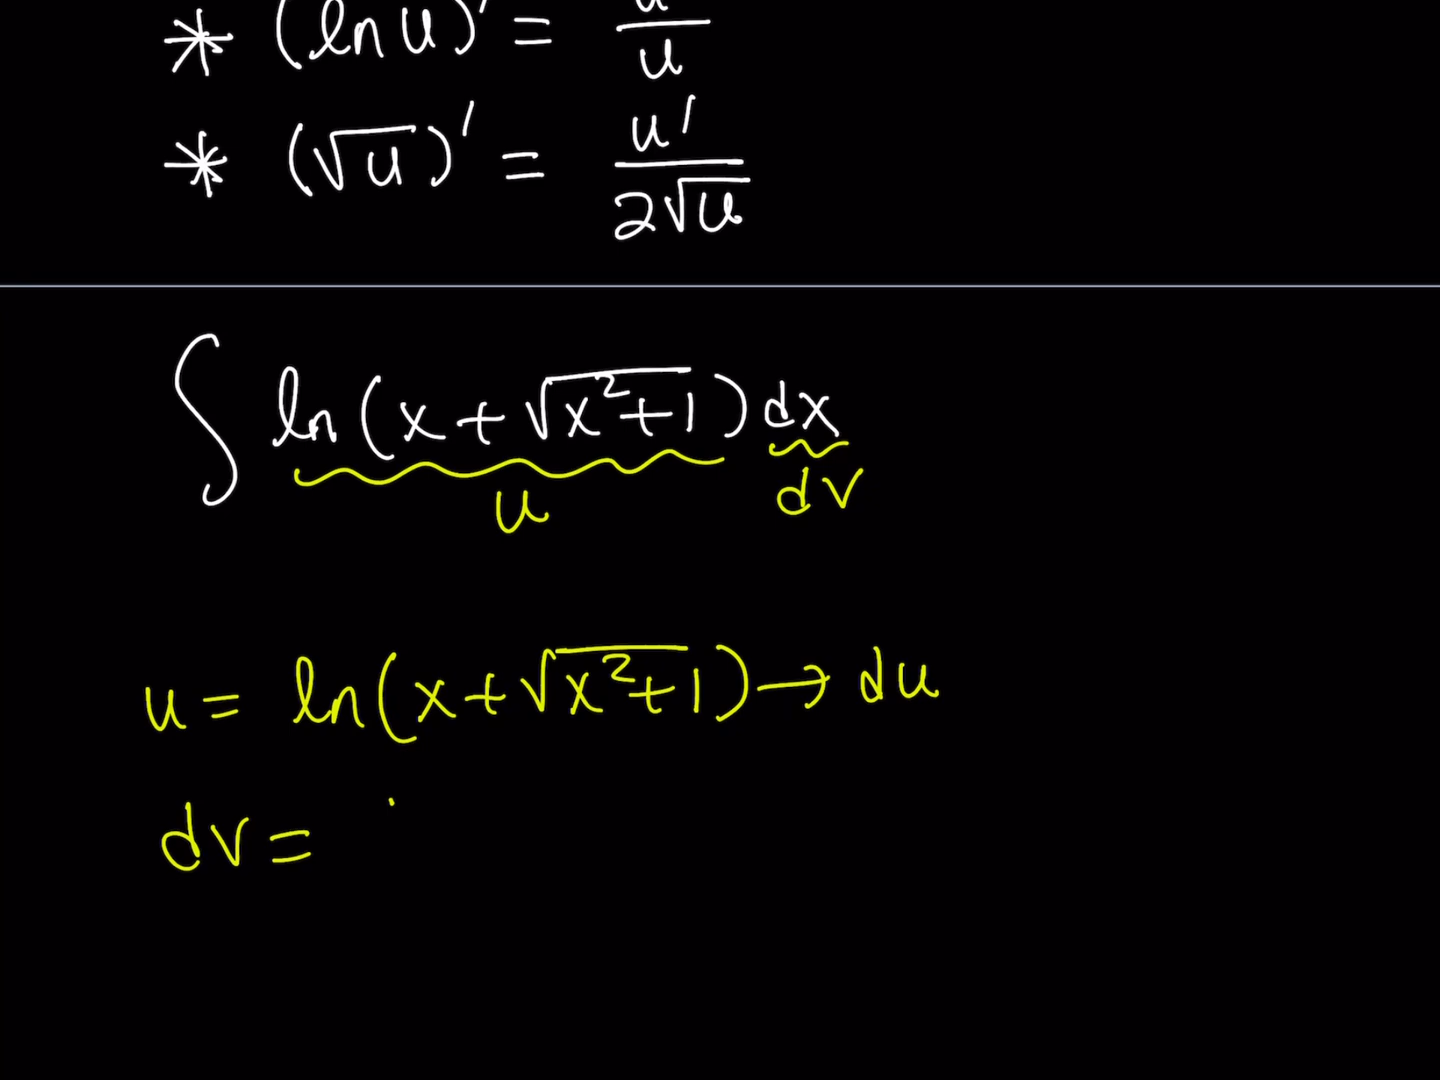 * (ln u)' = u'/u
* (√u)' = u'/2√u
∫ ln(x + √x²+1) dx
u dv
u = ln(x+√x²+1) → du
dv =